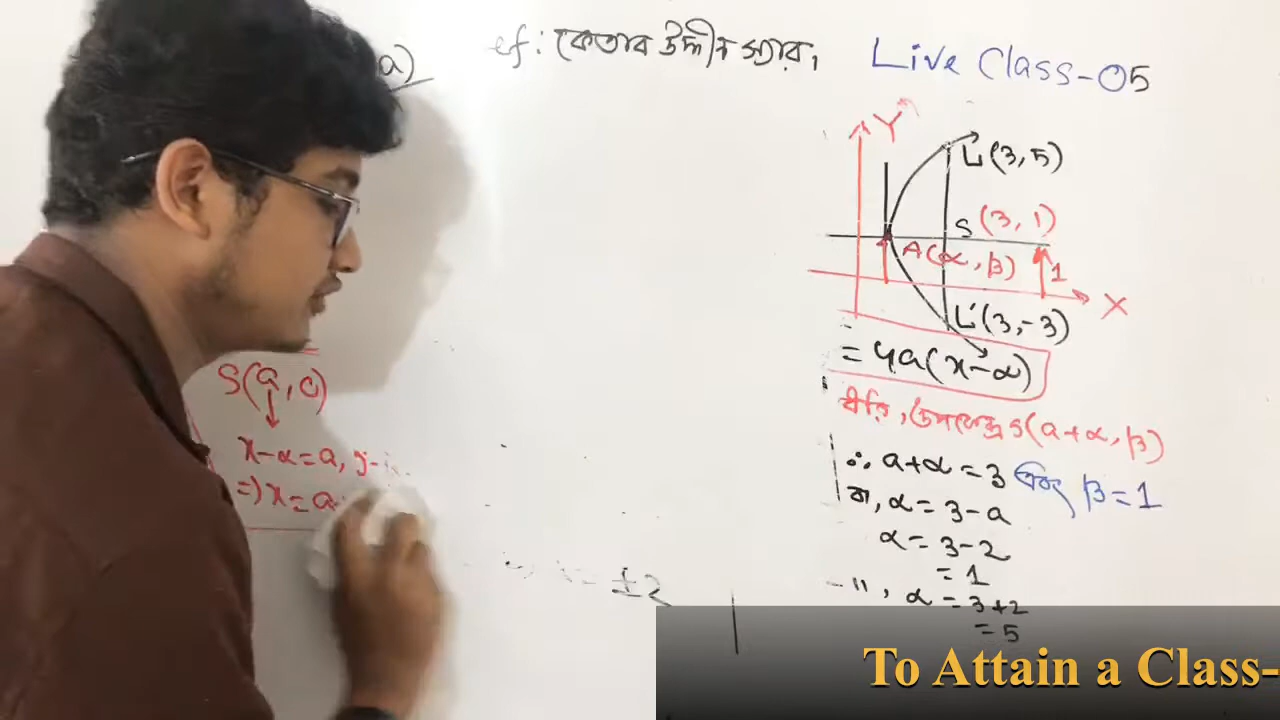 a) ef: কেতাব উদ্দীন স্যার, Live Class-05
Y
L(3, 5)
S (3, 1)
A(α, β)
1
X
L'(3, -3)
= 4a(x-α)
ধরি, উপকেন্দ্র S(a+α, β)
∴ a+α = 3 এবং β = 1
বা, α = 3-a
α = 3-2
= 1
-", α = 3+2
= 5
S(a, 0)
x-α = a, y-
=) x = a
±2
To Attain a Class-